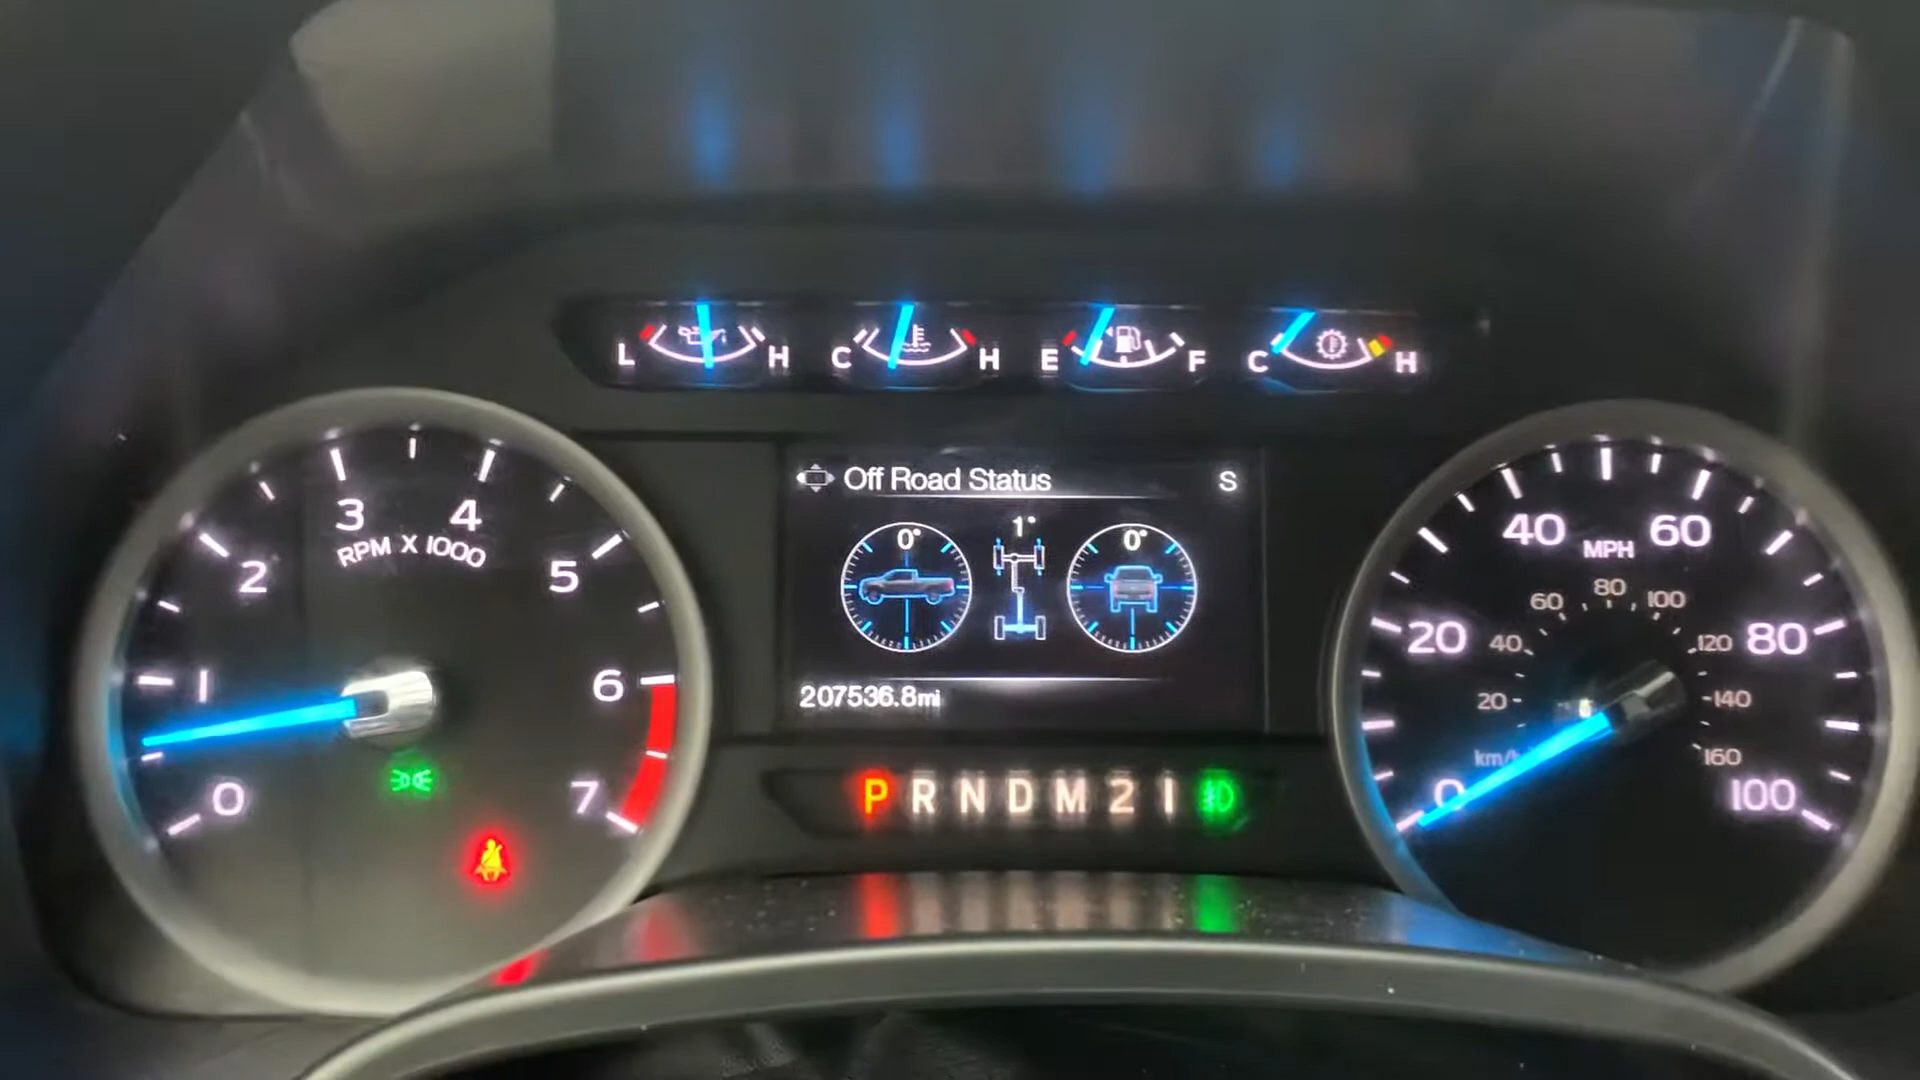 L H C H E F C H
Off Road Status S
0° 1° 0°
207536.8mi
P R N D M 2 1
0 1 2 3 4 5 6 7
RPM X 1000
0 20 40 60 80 100
MPH
20 40 60 80 100 120 140 160
km/h